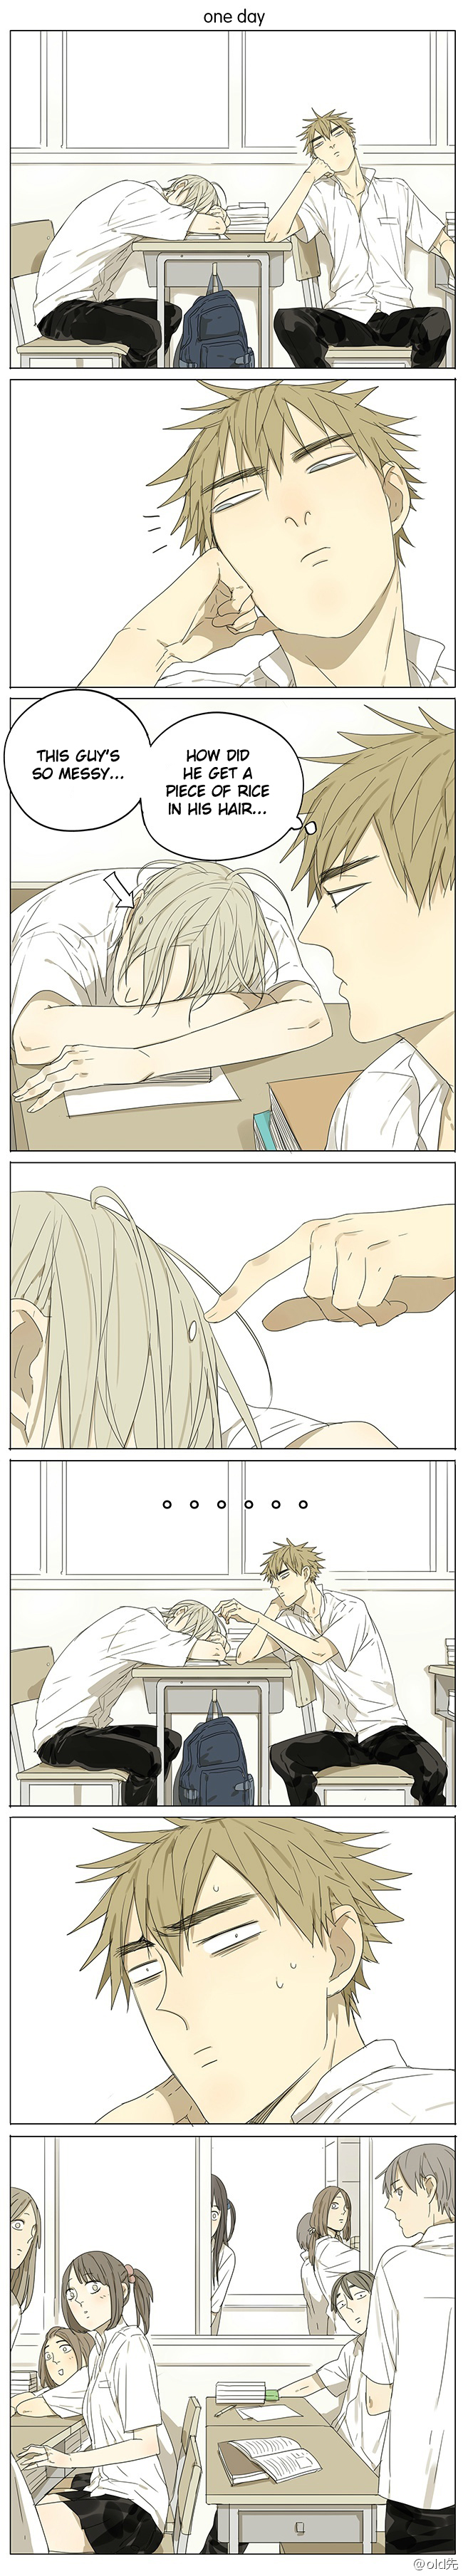 one day
THIS GUY'S
SO MESSY...
HOW DID
HE GET A
PIECE OF RICE
IN HIS HAIR...
@old先